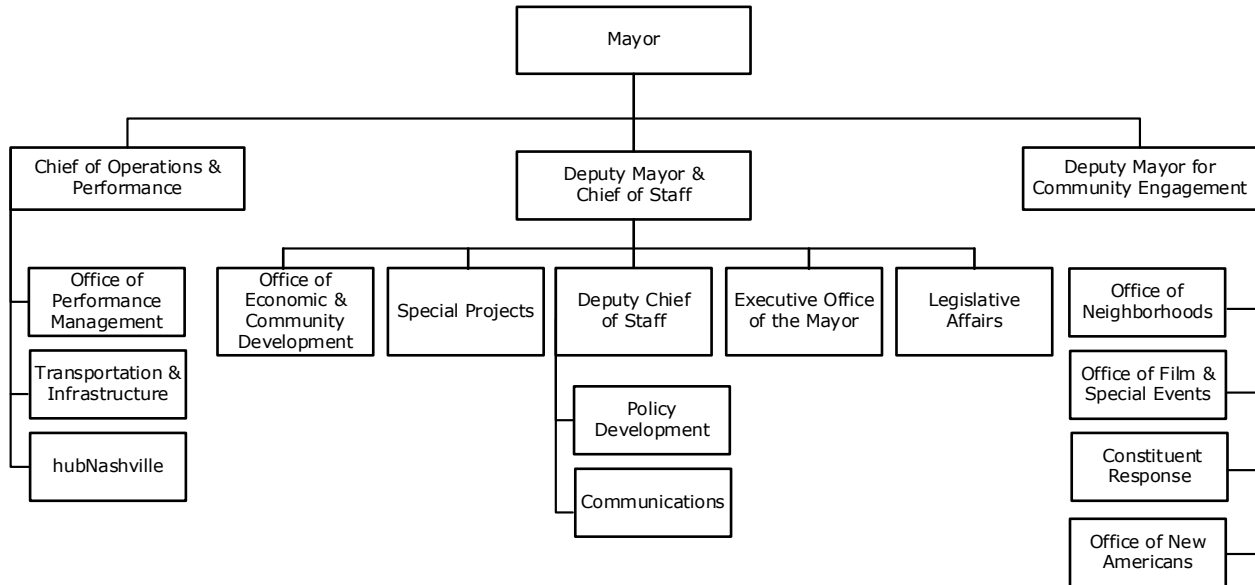 Mayor
Chief of Operations &
Performance
Deputy Mayor &
Chief of Staff
Deputy Mayor for
Community Engagement
Office of
Performance
Management
Transportation &
Infrastructure
hubNashville
Office of
Economic &
Community
Development
Special Projects
Deputy Chief
of Staff
Executive Office
of the Mayor
Legislative
Affairs
Policy
Development
Communications
Office of
Neighborhoods
Office of Film &
Special Events
Constituent
Response
Office of New
Americans